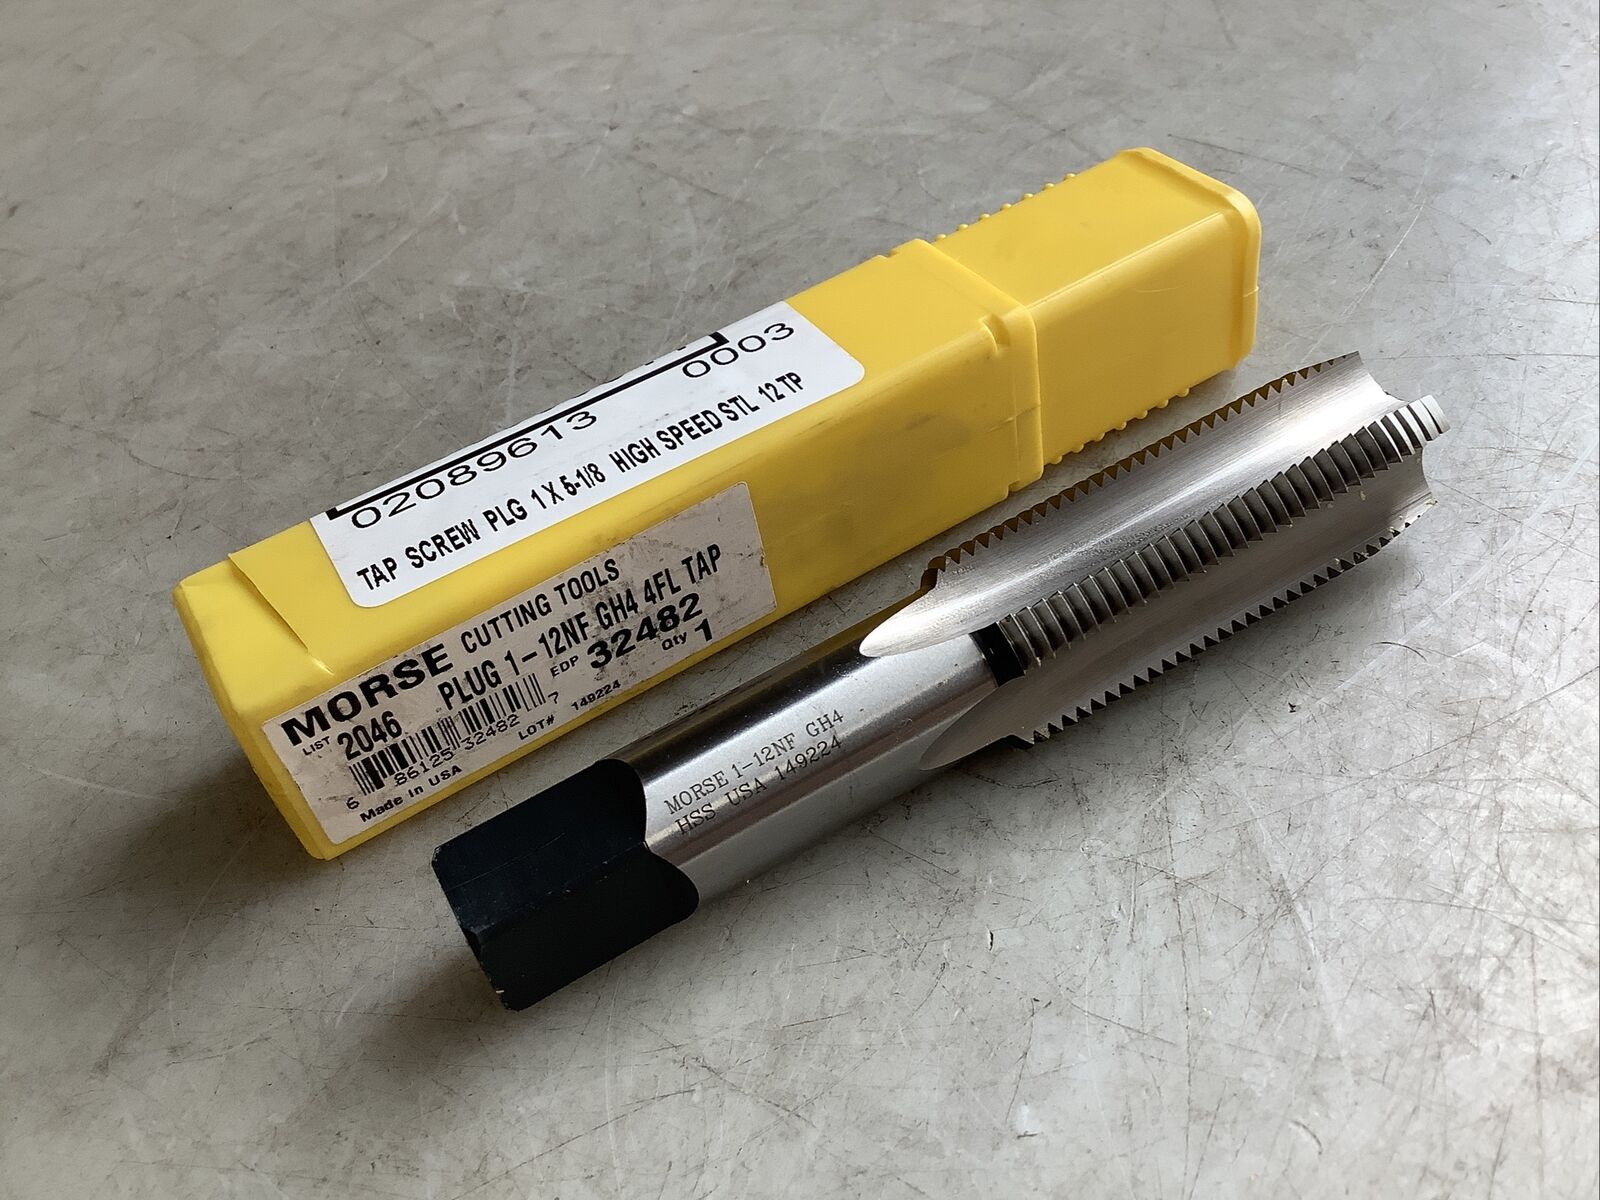 0003
02089613
TAP SCREW PLG 1 X 5-1/8 HIGH SPEED STL 12 TP
MORSE CUTTING TOOLS
LIST 2046 PLUG 1-12NF GH4 4FL TAP
EDP 32482
6 86125 32482 7
Qty 1
Made in USA
LOT# 149224
MORSE 1-12NF GH4
HSS USA 149224